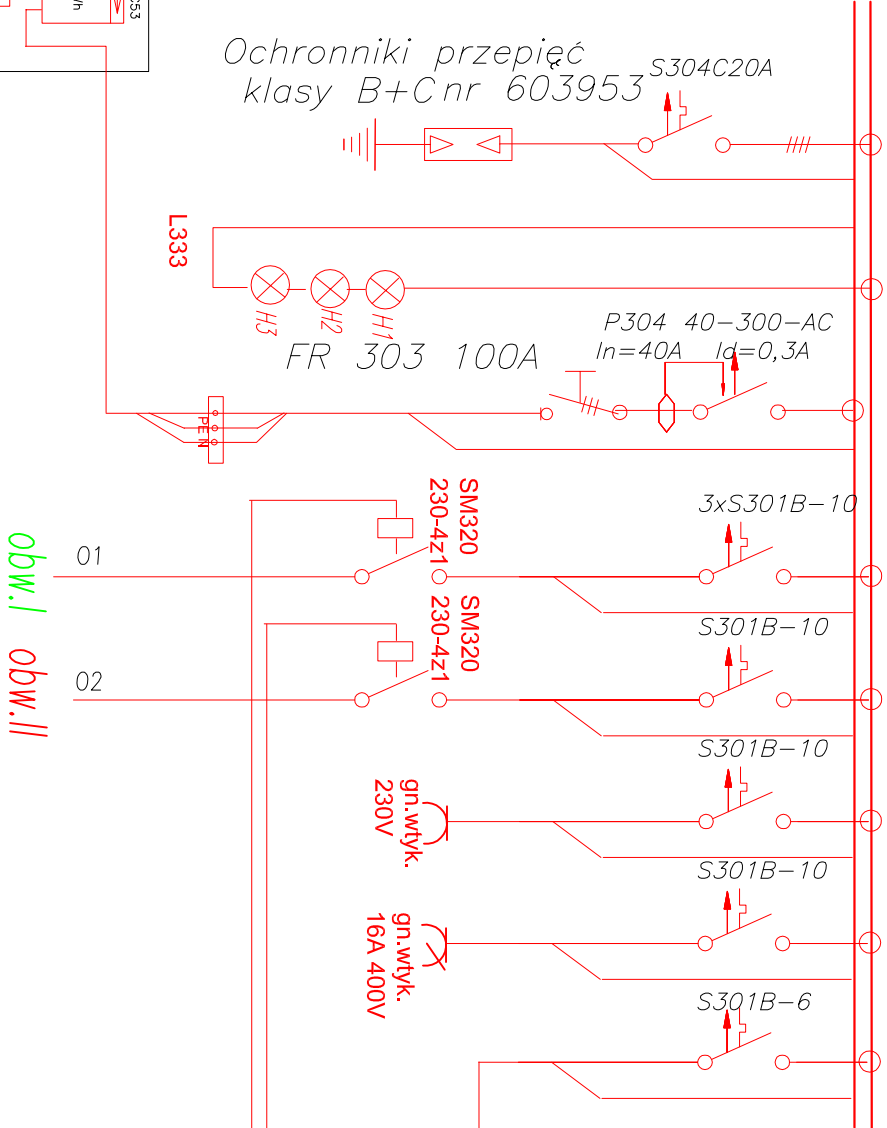 C53
Ochronniki przepięć
klasy B+C nr 603953
S304C20A
L333
H3
H2
H1
P304 40-300-AC
In=40A Id=0,3A
FR 303 100A
PE
N
3xS301B-10
SM320
230-4z1
01
obw.I
S301B-10
SM320
230-4z1
02
obw.II
S301B-10
gn.wtyk.
230V
S301B-10
gn.wtyk.
16A 400V
S301B-6